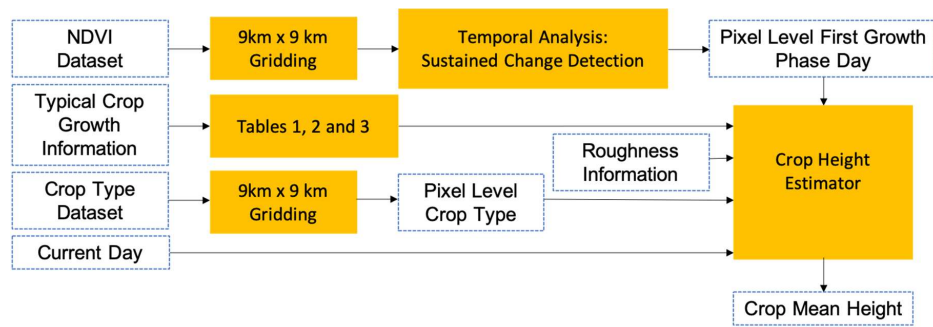 NDVI
Dataset
9km x 9 km
Gridding
Temporal Analysis:
Sustained Change Detection
Pixel Level First Growth
Phase Day
Typical Crop
Growth
Information
Tables 1, 2 and 3
Roughness
Information
Crop Height
Estimator
Crop Type
Dataset
9km x 9 km
Gridding
Pixel Level
Crop Type
Current Day
Crop Mean Height